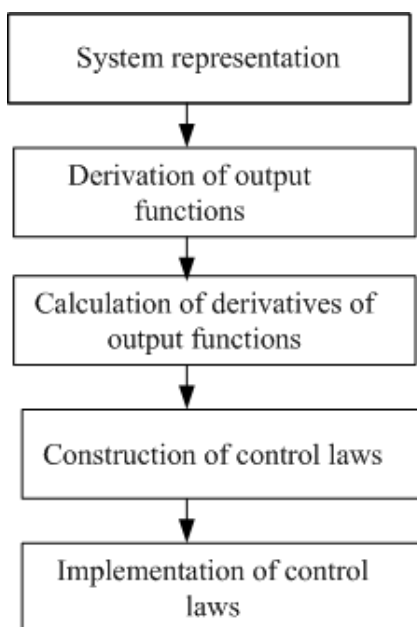 System representation
Derivation of output
functions
Calculation of derivatives of
output functions
Construction of control laws
Implementation of control
laws